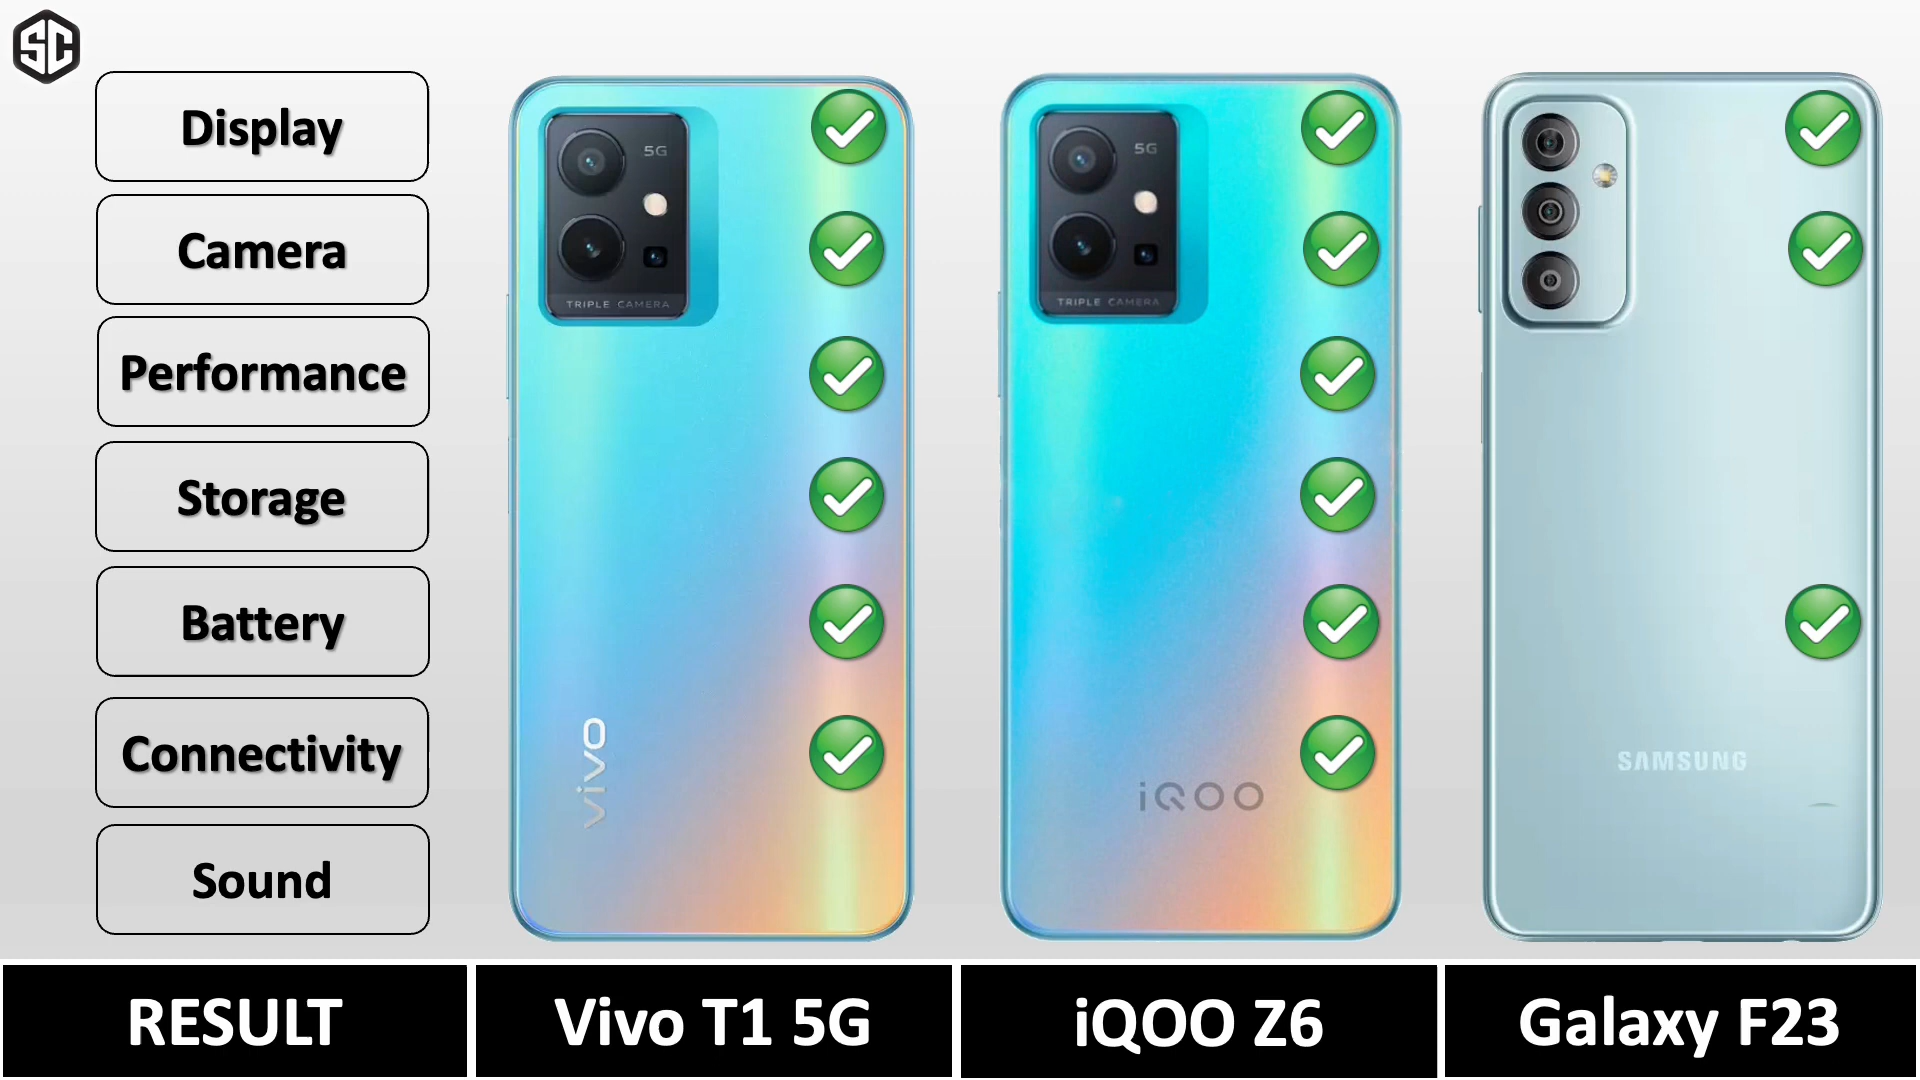 SC
Display
Camera
Performance
Storage
Battery
Connectivity
Sound
5G
TRIPLE CAMERA
vivo
5G
TRIPLE CAMERA
iQOO
SAMSUNG
RESULT
Vivo T1 5G
iQOO Z6
Galaxy F23